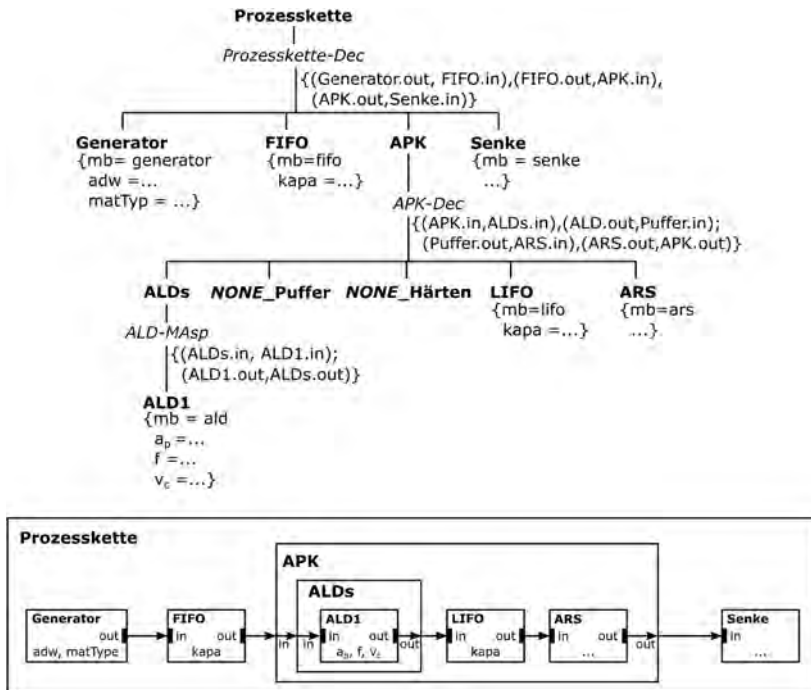 Prozesskette
Prozesskette-Dec
{(Generator.out, FIFO.in),(FIFO.out,APK.in),
(APK.out,Senke.in)}
Generator FIFO APK Senke
{mb= generator {mb=fifo {mb = senke
adw =... kapa =...} ...}
matTyp = ...}
APK-Dec
{(APK.in,ALDs.in),(ALD.out,Puffer.in);
(Puffer.out,ARS.in),(ARS.out,APK.out)}
ALDs NONE_Puffer NONE_Härten LIFO ARS
{mb=lifo {mb=ars
ALD-MAsp kapa =...} ...}
{(ALDs.in, ALD1.in);
(ALD1.out,ALDs.out)}
ALD1
{mb = ald
aₚ =...
f =...
v꜀ =...}
Prozesskette
APK
ALDs
Generator FIFO ALD1 LIFO ARS Senke
out in out in in in out out in out in out out in
adw, matType kapa aₚ, f, v꜀ kapa ... ...